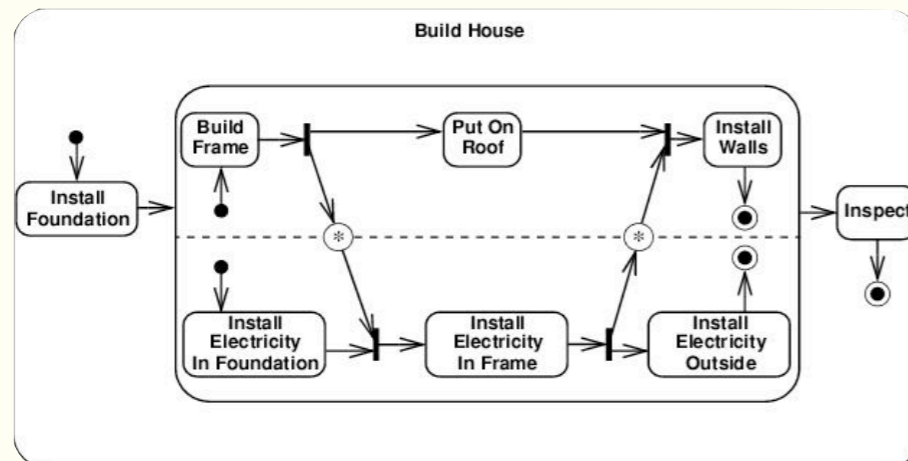 Build House
Build
Frame
Put On
Roof
Install
Walls
Install
Foundation
Inspect
*
*
Install
Electricity
In Foundation
Install
Electricity
In Frame
Install
Electricity
Outside